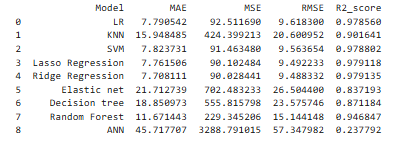 Model MAE MSE RMSE R2_score
0 LR 7.790542 92.511690 9.618300 0.978560
1 KNN 15.948485 424.399213 20.600952 0.901641
2 SVM 7.823731 91.463480 9.563654 0.978802
3 Lasso Regression 7.761506 90.102484 9.492233 0.979118
4 Ridge Regression 7.708111 90.028441 9.488332 0.979135
5 Elastic net 21.712739 702.483233 26.504400 0.837193
6 Decision tree 18.850973 555.815798 23.575746 0.871184
7 Random Forest 11.671443 229.345206 15.144148 0.946847
8 ANN 45.717707 3288.791015 57.347982 0.237792